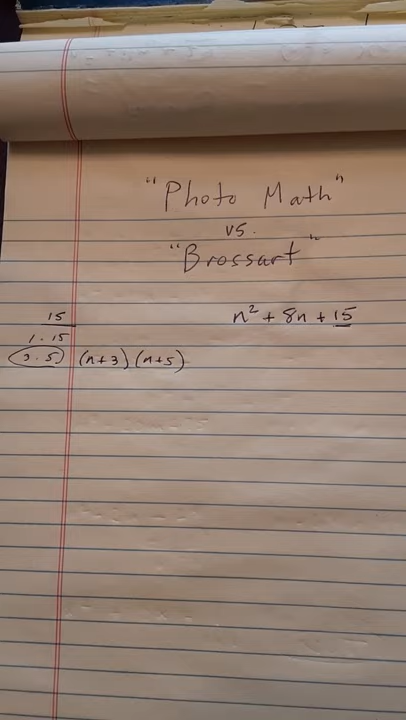 "Photo Math"
vs.
"Brossart"
n² + 8n + 15
15
1 · 15
3 · 5 (n+3)(n+5)